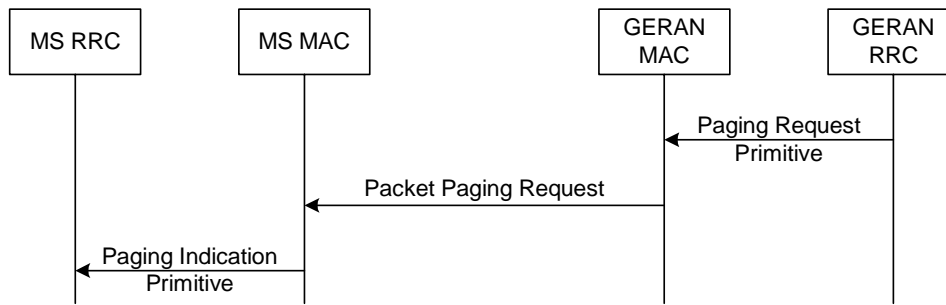 MS RRC
MS MAC
GERAN
MAC
GERAN
RRC
Paging Request
Primitive
Packet Paging Request
Paging Indication
Primitive